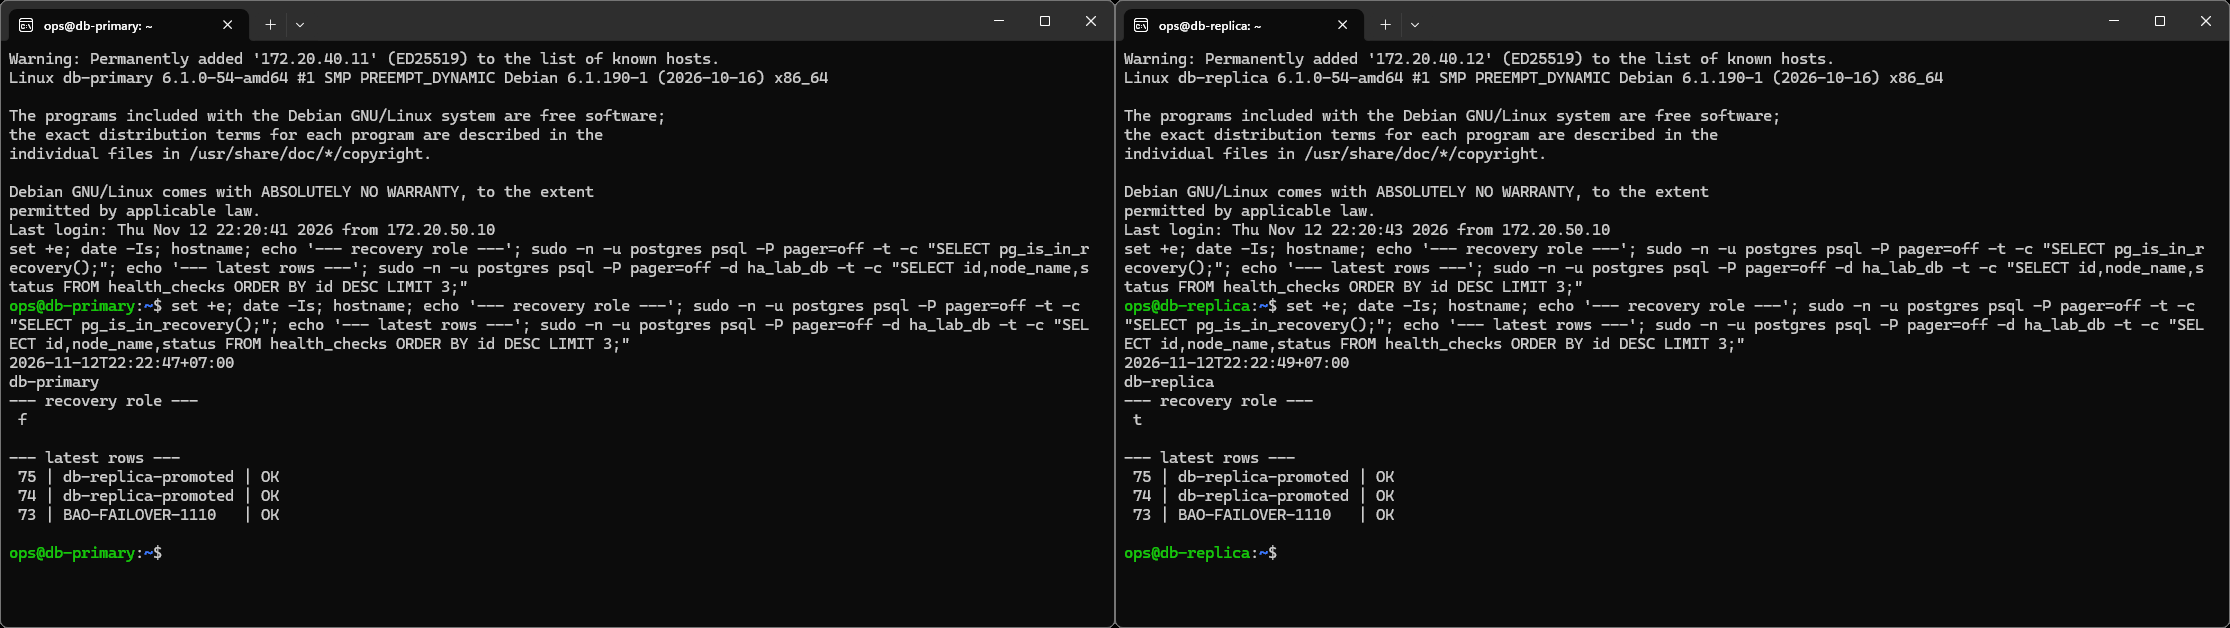 ops@db-primary: ~
Warning: Permanently added '172.20.40.11' (ED25519) to the list of known hosts.
Linux db-primary 6.1.0-54-amd64 #1 SMP PREEMPT_DYNAMIC Debian 6.1.190-1 (2026-10-16) x86_64
The programs included with the Debian GNU/Linux system are free software;
the exact distribution terms for each program are described in the
individual files in /usr/share/doc/*/copyright.
Debian GNU/Linux comes with ABSOLUTELY NO WARRANTY, to the extent
permitted by applicable law.
Last login: Thu Nov 12 22:20:41 2026 from 172.20.50.10
set +e; date -Is; hostname; echo '--- recovery role ---'; sudo -n -u postgres psql -P pager=off -t -c "SELECT pg_is_in_r
ecovery();"; echo '--- latest rows ---'; sudo -n -u postgres psql -P pager=off -d ha_lab_db -t -c "SELECT id,node_name,s
tatus FROM health_checks ORDER BY id DESC LIMIT 3;"
ops@db-primary:~$ set +e; date -Is; hostname; echo '--- recovery role ---'; sudo -n -u postgres psql -P pager=off -t -c
"SELECT pg_is_in_recovery();"; echo '--- latest rows ---'; sudo -n -u postgres psql -P pager=off -d ha_lab_db -t -c "SEL
ECT id,node_name,status FROM health_checks ORDER BY id DESC LIMIT 3;"
2026-11-12T22:22:47+07:00
db-primary
--- recovery role ---
f
--- latest rows ---
75 | db-replica-promoted | OK
74 | db-replica-promoted | OK
73 | BAO-FAILOVER-1110 | OK
ops@db-primary:~$
ops@db-replica: ~
Warning: Permanently added '172.20.40.12' (ED25519) to the list of known hosts.
Linux db-replica 6.1.0-54-amd64 #1 SMP PREEMPT_DYNAMIC Debian 6.1.190-1 (2026-10-16) x86_64
The programs included with the Debian GNU/Linux system are free software;
the exact distribution terms for each program are described in the
individual files in /usr/share/doc/*/copyright.
Debian GNU/Linux comes with ABSOLUTELY NO WARRANTY, to the extent
permitted by applicable law.
Last login: Thu Nov 12 22:20:43 2026 from 172.20.50.10
set +e; date -Is; hostname; echo '--- recovery role ---'; sudo -n -u postgres psql -P pager=off -t -c "SELECT pg_is_in_r
ecovery();"; echo '--- latest rows ---'; sudo -n -u postgres psql -P pager=off -d ha_lab_db -t -c "SELECT id,node_name,s
tatus FROM health_checks ORDER BY id DESC LIMIT 3;"
ops@db-replica:~$ set +e; date -Is; hostname; echo '--- recovery role ---'; sudo -n -u postgres psql -P pager=off -t -c
"SELECT pg_is_in_recovery();"; echo '--- latest rows ---'; sudo -n -u postgres psql -P pager=off -d ha_lab_db -t -c "SEL
ECT id,node_name,status FROM health_checks ORDER BY id DESC LIMIT 3;"
2026-11-12T22:22:49+07:00
db-replica
--- recovery role ---
t
--- latest rows ---
75 | db-replica-promoted | OK
74 | db-replica-promoted | OK
73 | BAO-FAILOVER-1110 | OK
ops@db-replica:~$